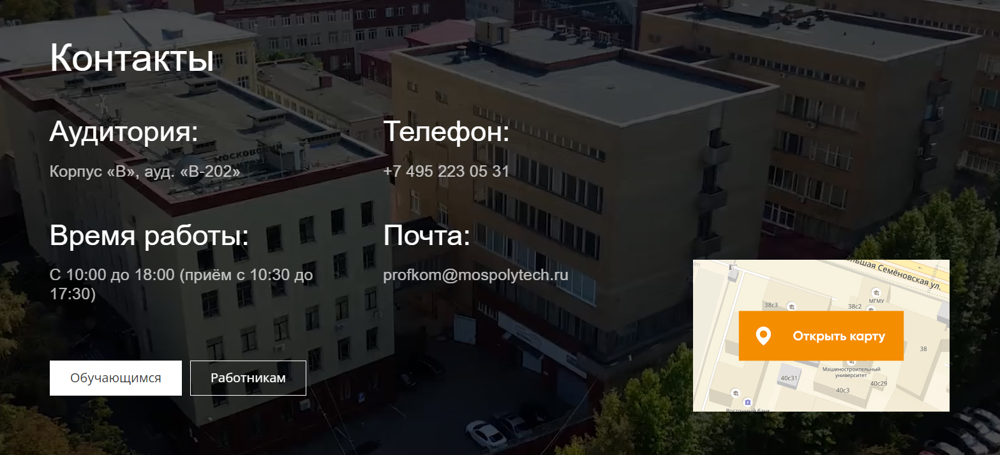 Контакты
Аудитория:
Корпус «В», ауд. «В-202»
Телефон:
+7 495 223 05 31
Время работы:
С 10:00 до 18:00 (приём с 10:30 до
17:30)
Почта:
profkom@mospolytech.ru
Обучающимся
Работникам
МОСКОВСКИЙ
Семёновская ул.
МГМУ
38с3
38с2
Открыть карту
38
Машиностроительный
университет
40с31
40с29
40с3
Восточный банк